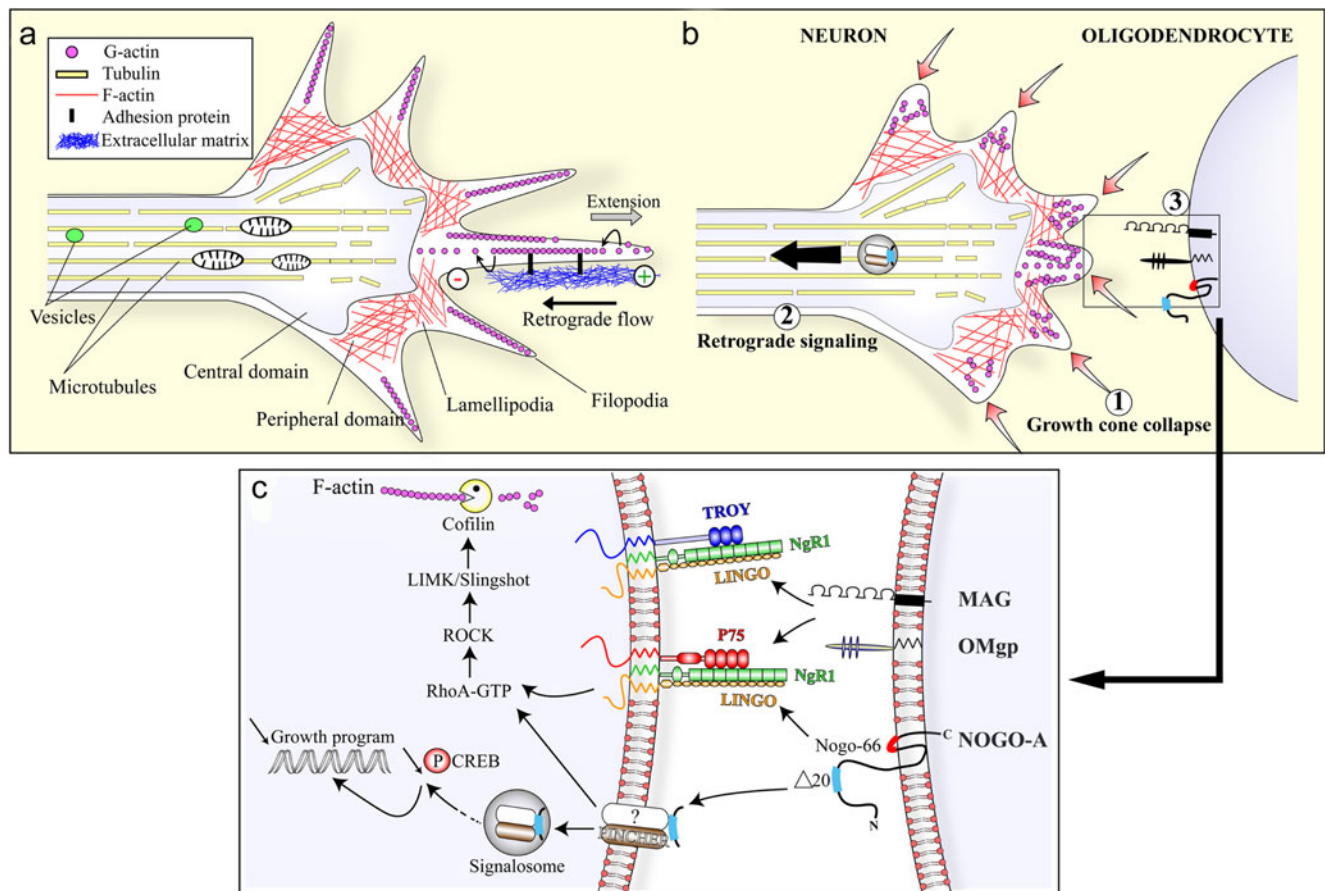 a
G-actin
Tubulin
F-actin
Adhesion protein
Extracellular matrix
Extension
−
+
Retrograde flow
Vesicles
Microtubules
Central domain
Peripheral domain
Lamellipodia
Filopodia
b
NEURON
OLIGODENDROCYTE
3
2
Retrograde signaling
1
Growth cone collapse
c
F-actin
Cofilin
LIMK/Slingshot
ROCK
RhoA-GTP
Growth program
P
CREB
Signalosome
?
PINCHER
TROY
NgR1
LINGO
P75
NgR1
LINGO
MAG
OMgp
Nogo-66
C
NOGO-A
△20
N